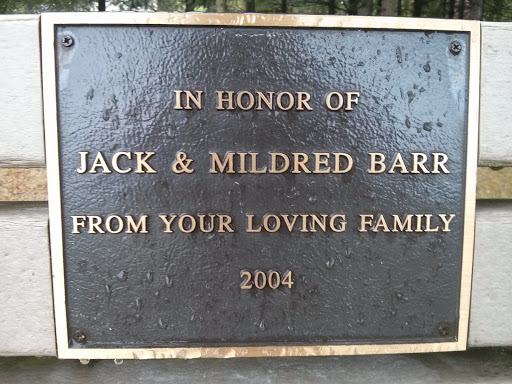 IN HONOR OF
JACK & MILDRED BARR
FROM YOUR LOVING FAMILY
2004